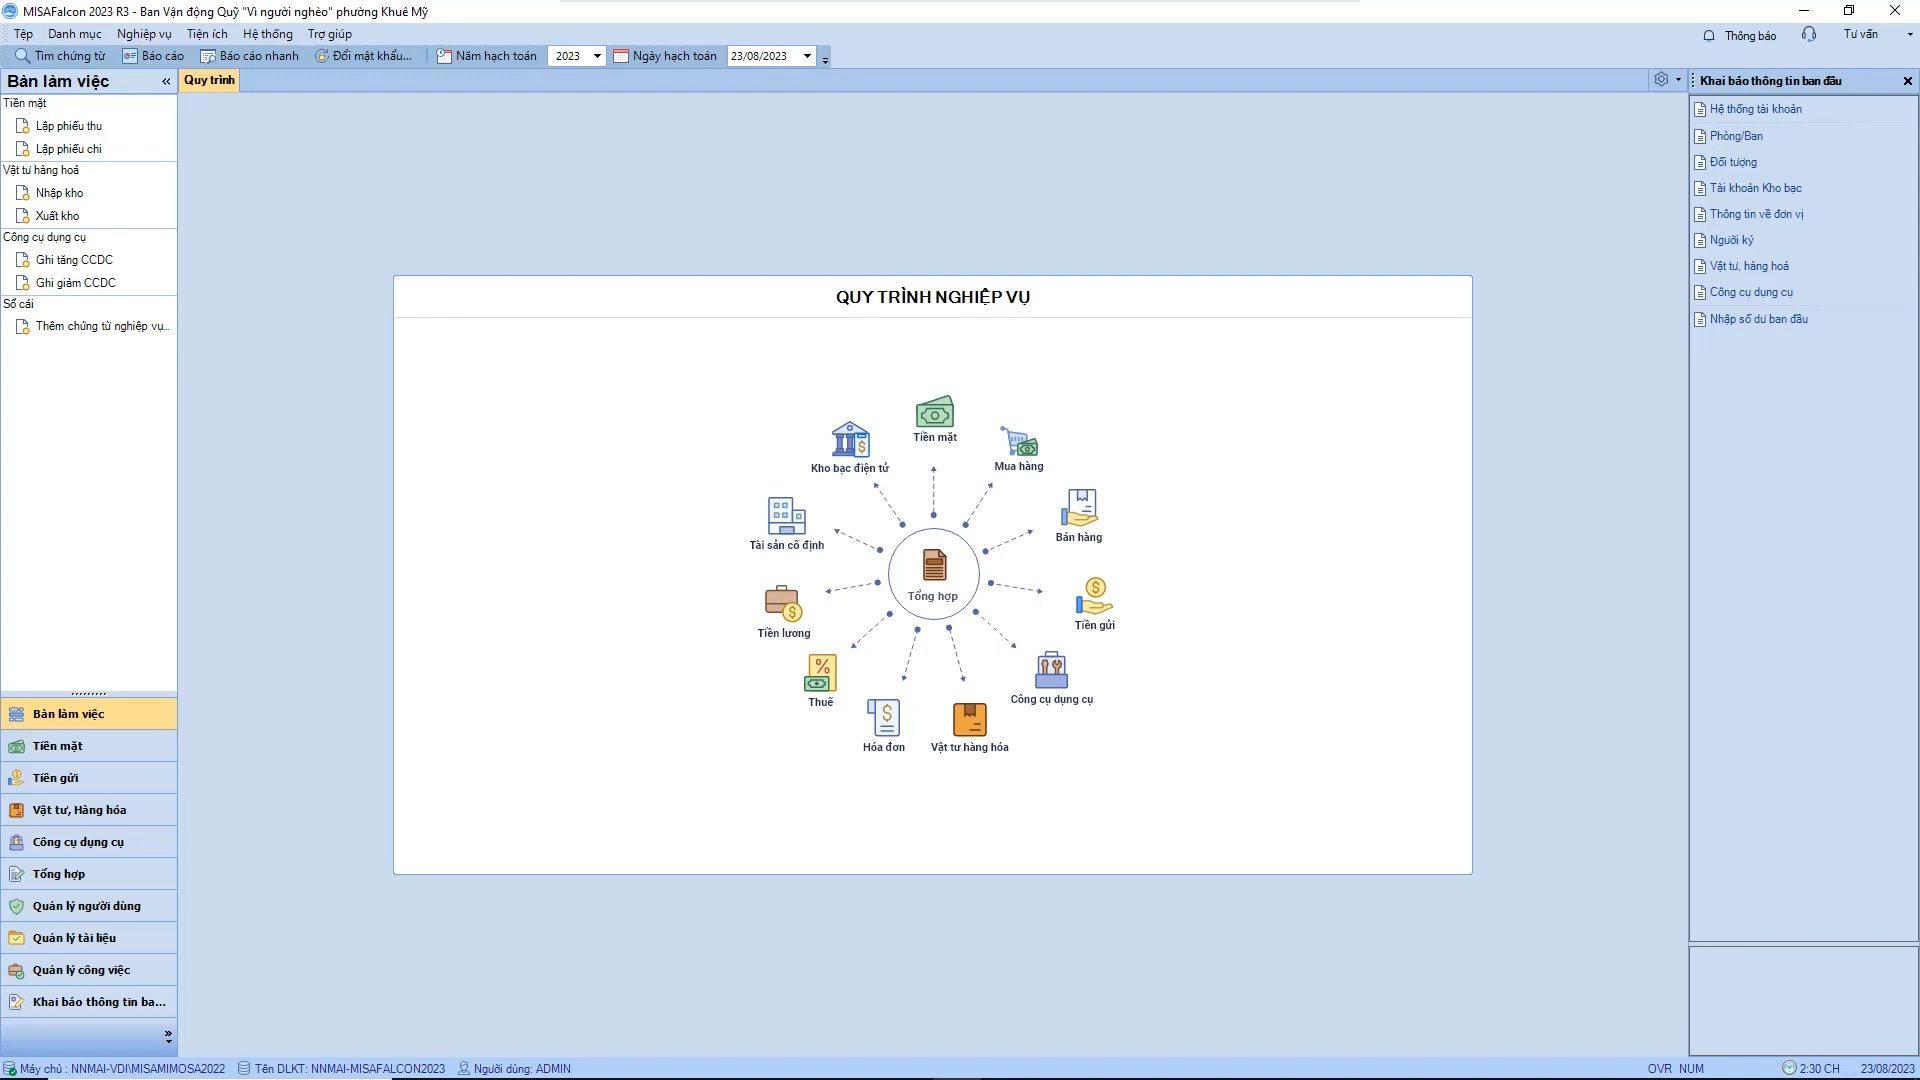 MISAFalcon 2023 R3 - Ban Vận động Quỹ "Vì người nghèo" phường Khuê Mỹ
Tệp Danh mục Nghiệp vụ Tiện ích Hệ thống Trợ giúp
Thông báo Tư vấn
Tìm chứng từ Báo cáo Báo cáo nhanh Đổi mật khẩu... Năm hạch toán 2023 Ngày hạch toán 23/08/2023
Bàn làm việc «
Quy trình
Tiền mặt
Lập phiếu thu
Lập phiếu chi
Vật tư hàng hoá
Nhập kho
Xuất kho
Công cụ dụng cụ
Ghi tăng CCDC
Ghi giảm CCDC
Sổ cái
Thêm chứng từ nghiệp vụ...
Bàn làm việc
Tiền mặt
Tiền gửi
Vật tư, Hàng hóa
Công cụ dụng cụ
Tổng hợp
Quản lý người dùng
Quản lý tài liệu
Quản lý công việc
Khai báo thông tin ba...
QUY TRÌNH NGHIỆP VỤ
Tiền mặt
Kho bạc điện tử
Mua hàng
Tài sản cố định
Bán hàng
Tổng hợp
Tiền lương
Tiền gửi
Thuế
Công cụ dụng cụ
Hóa đơn
Vật tư hàng hóa
Khai báo thông tin ban đầu
Hệ thống tài khoản
Phòng/Ban
Đối tượng
Tài khoản Kho bạc
Thông tin về đơn vị
Người ký
Vật tư, hàng hoá
Công cụ dụng cụ
Nhập số dư ban đầu
Máy chủ : NNMAI-VDI\MISAMIMOSA2022 Tên DLKT: NNMAI-MISAFALCON2023 Người dùng: ADMIN
OVR NUM 2:30 CH 23/08/2023